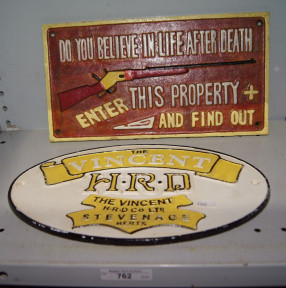 DO YOU BELIEVE IN LIFE AFTER DEATH
ENTER THIS PROPERTY +
AND FIND OUT
THE
VINCENT
H·R·D
THE VINCENT
H·R·D CO. LTD
STEVENAGE
HERTS
762